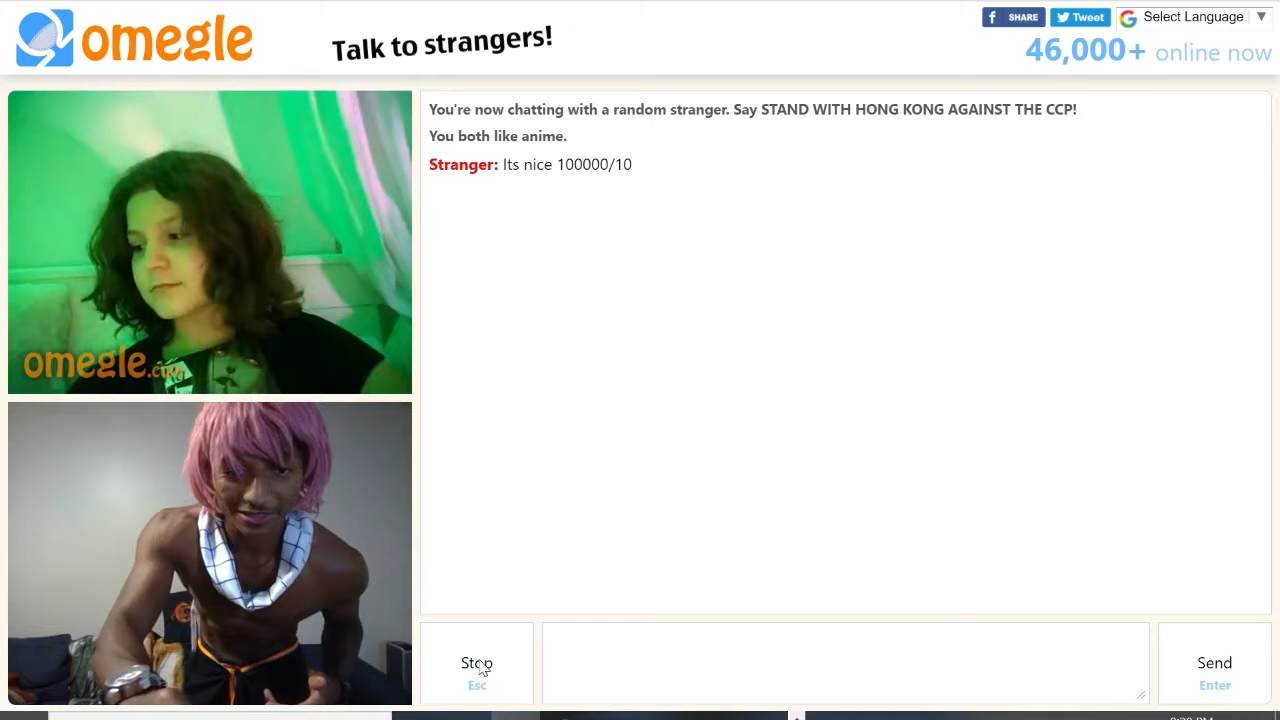 omegle
Talk to strangers!
SHARE
Tweet
Select Language
46,000+ online now
You're now chatting with a random stranger. Say STAND WITH HONG KONG AGAINST THE CCP!
You both like anime.
Stranger: Its nice 100000/10
omegle.com
Stop
Esc
Send
Enter